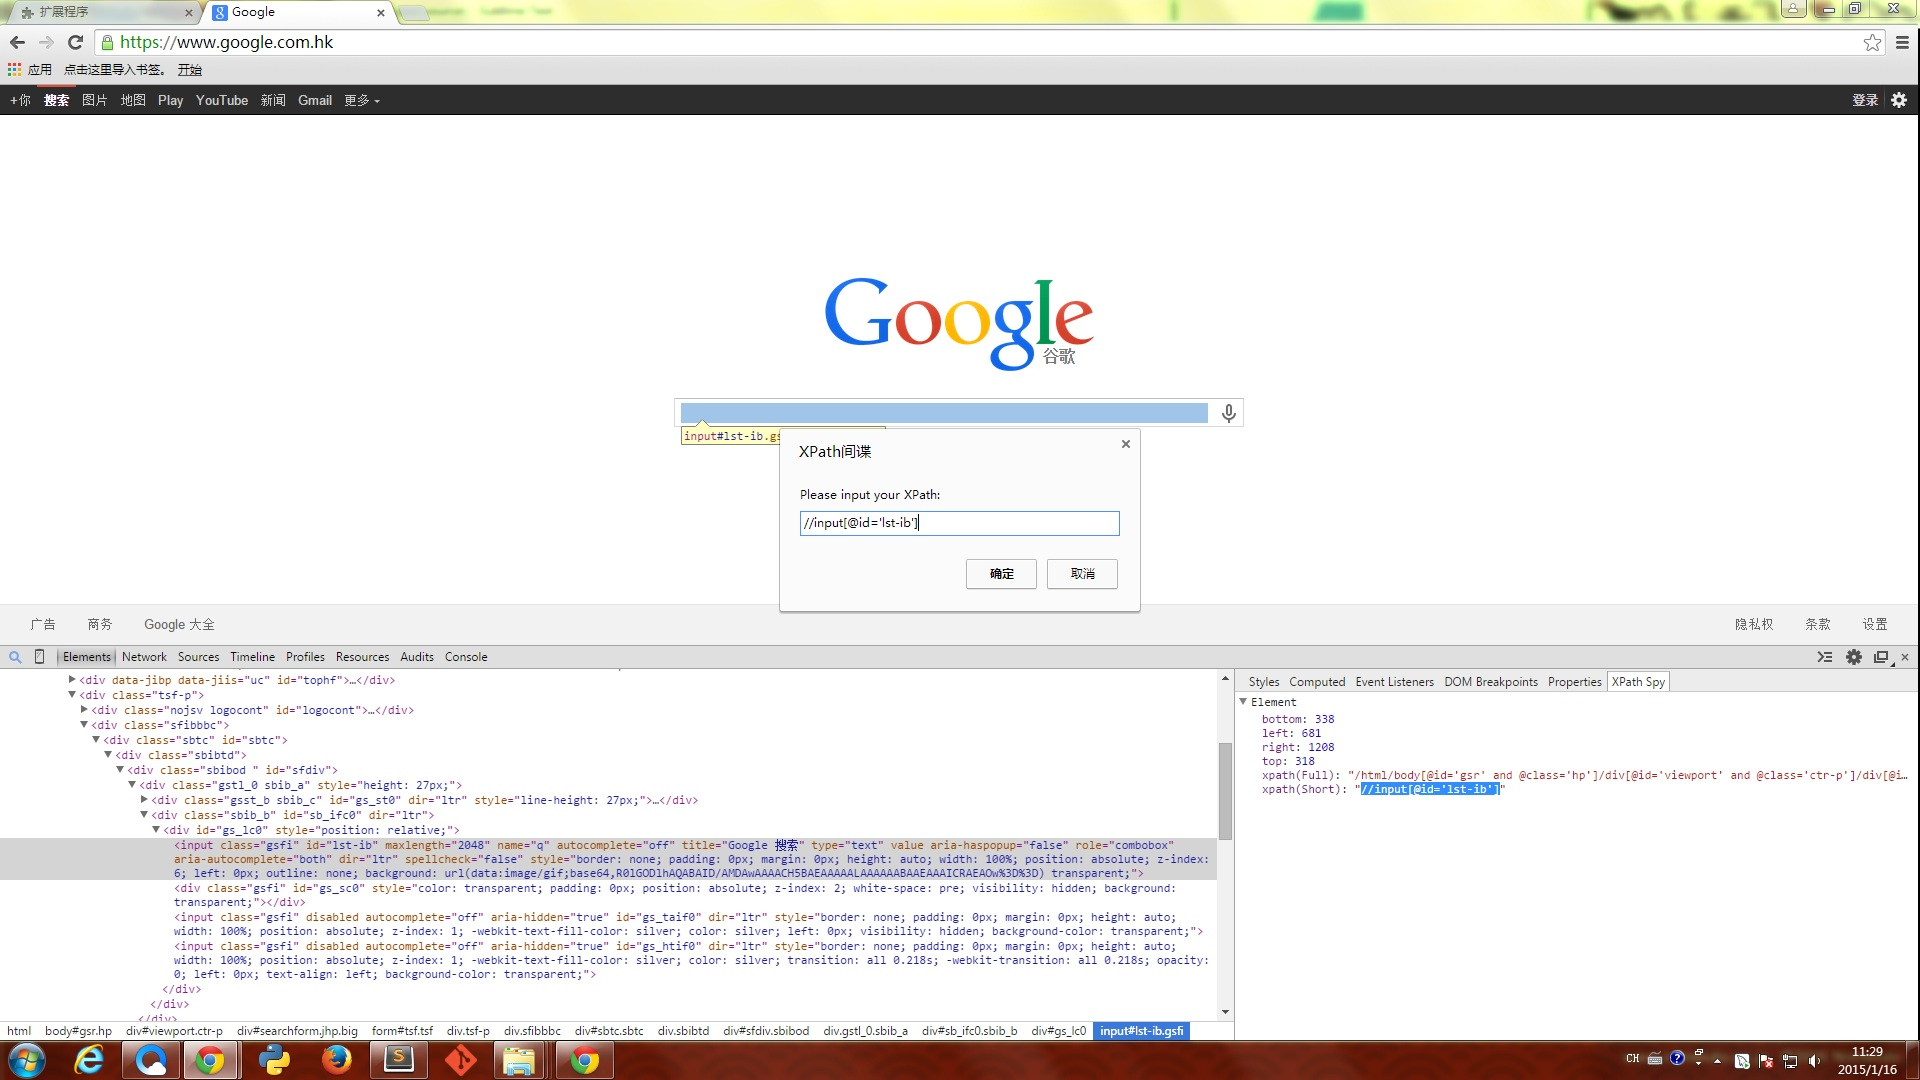 扩展程序
Google
https://www.google.com.hk
应用 点击这里导入书签。 开始
+你 搜索 图片 地图 Play YouTube 新闻 Gmail 更多
登录
Google
谷歌
input#lst-ib.gs
XPath间谍
Please input your XPath:
//input[@id='lst-ib']
确定 取消
广告 商务 Google 大全
隐私权 条款 设置
Elements Network Sources Timeline Profiles Resources Audits Console
<div data-jibp data-jiis="uc" id="tophf">…</div>
<div class="tsf-p">
<div class="nojsv logocont" id="logocont">…</div>
<div class="sfibbbc">
<div class="sbtc" id="sbtc">
<div class="sbibtd">
<div class="sbibod " id="sfdiv">
<div class="gstl_0 sbib_a" style="height: 27px;">
<div class="gsst_b sbib_c" id="gs_st0" dir="ltr" style="line-height: 27px;">…</div>
<div class="sbib_b" id="sb_ifc0" dir="ltr">
<div id="gs_lc0" style="position: relative;">
<input class="gsfi" id="lst-ib" maxlength="2048" name="q" autocomplete="off" title="Google 搜索" type="text" value aria-haspopup="false" role="combobox"
aria-autocomplete="both" dir="ltr" spellcheck="false" style="border: none; padding: 0px; margin: 0px; height: auto; width: 100%; position: absolute; z-index:
6; left: 0px; outline: none; background: url(data:image/gif;base64,R0lGODlhAQABAID/AMDAwAAAACH5BAEAAAAALAAAAAABAAEAAAICRAEAOw%3D%3D) transparent;">
<div class="gsfi" id="gs_sc0" style="color: transparent; padding: 0px; position: absolute; z-index: 2; white-space: pre; visibility: hidden; background:
transparent;"></div>
<input class="gsfi" disabled autocomplete="off" aria-hidden="true" id="gs_taif0" dir="ltr" style="border: none; padding: 0px; margin: 0px; height: auto;
width: 100%; position: absolute; z-index: 1; -webkit-text-fill-color: silver; color: silver; left: 0px; visibility: hidden; background-color: transparent;">
<input class="gsfi" disabled autocomplete="off" aria-hidden="true" id="gs_htif0" dir="ltr" style="border: none; padding: 0px; margin: 0px; height: auto;
width: 100%; position: absolute; z-index: 1; -webkit-text-fill-color: silver; color: silver; transition: all 0.218s; -webkit-transition: all 0.218s; opacity:
0; left: 0px; text-align: left; background-color: transparent;">
</div>
</div>
</div>
Styles Computed Event Listeners DOM Breakpoints Properties XPath Spy
Element
bottom: 338
left: 681
right: 1208
top: 318
xpath(Full): "/html/body[@id='gsr' and @class='hp']/div[@id='viewport' and @class='ctr-p']/div[@i…
xpath(Short): "//input[@id='lst-ib']"
html body#gsr.hp div#viewport.ctr-p div#searchform.jhp.big form#tsf.tsf div.tsf-p div.sfibbbc div#sbtc.sbtc div.sbibtd div#sfdiv.sbibod div.gstl_0.sbib_a div#sb_ifc0.sbib_b div#gs_lc0 input#lst-ib.gsfi
CH
11:29
2015/1/16